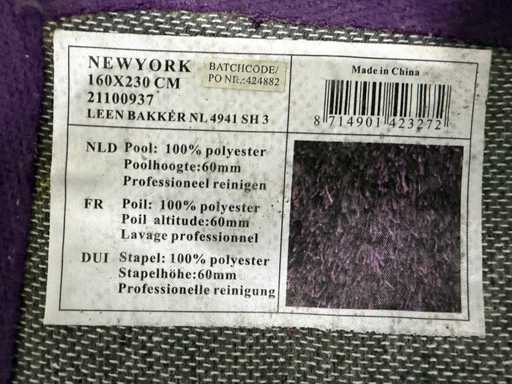 NEWYORK
160X230 CM
21100937
LEEN BAKKER NL 4941 SH 3
BATCHCODE/
PO NR.:424882
Made in China
8 714901 423272
NLD Pool: 100% polyester
Poolhoogte:60mm
Professioneel reinigen
FR Poil: 100% polyester
Poil altitude:60mm
Lavage professionnel
DUI Stapel: 100% polyester
Stapelhöhe:60mm
Professionelle reinigung